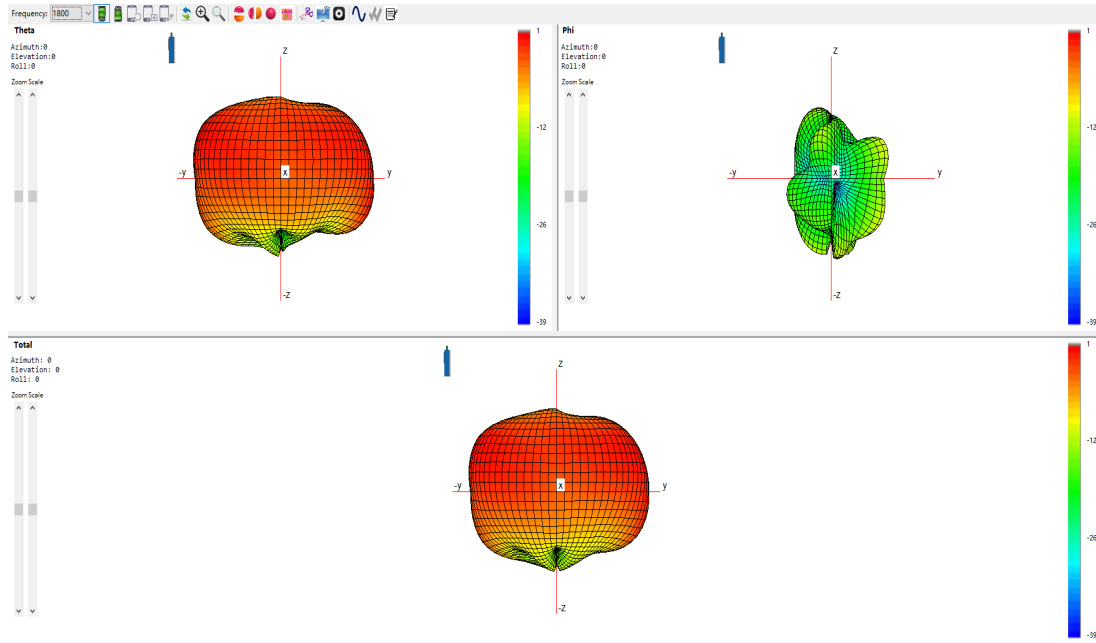 Frequency: 1800
Theta
Azimuth:0
Elevation:0
Roll:0
Zoom Scale
Z
-y
X
y
-Z
1
-12
-26
-39
Phi
Azimuth:0
Elevation:0
Roll:0
Zoom Scale
Z
-y
X
y
-Z
1
-12
-26
-39
Total
Azimuth: 0
Elevation: 0
Roll: 0
Zoom Scale
Z
-y
X
y
-Z
1
-12
-26
-39